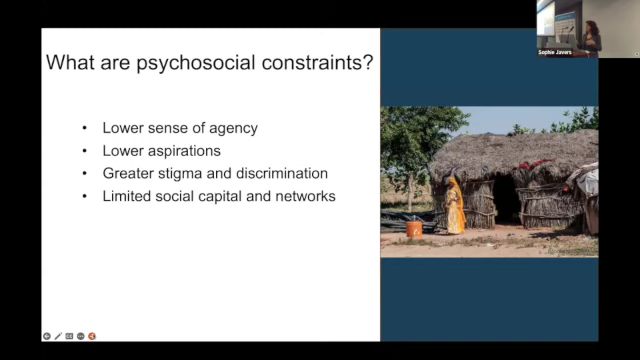 What are psychosocial constraints?
• Lower sense of agency
• Lower aspirations
• Greater stigma and discrimination
• Limited social capital and networks
Sophie Javers